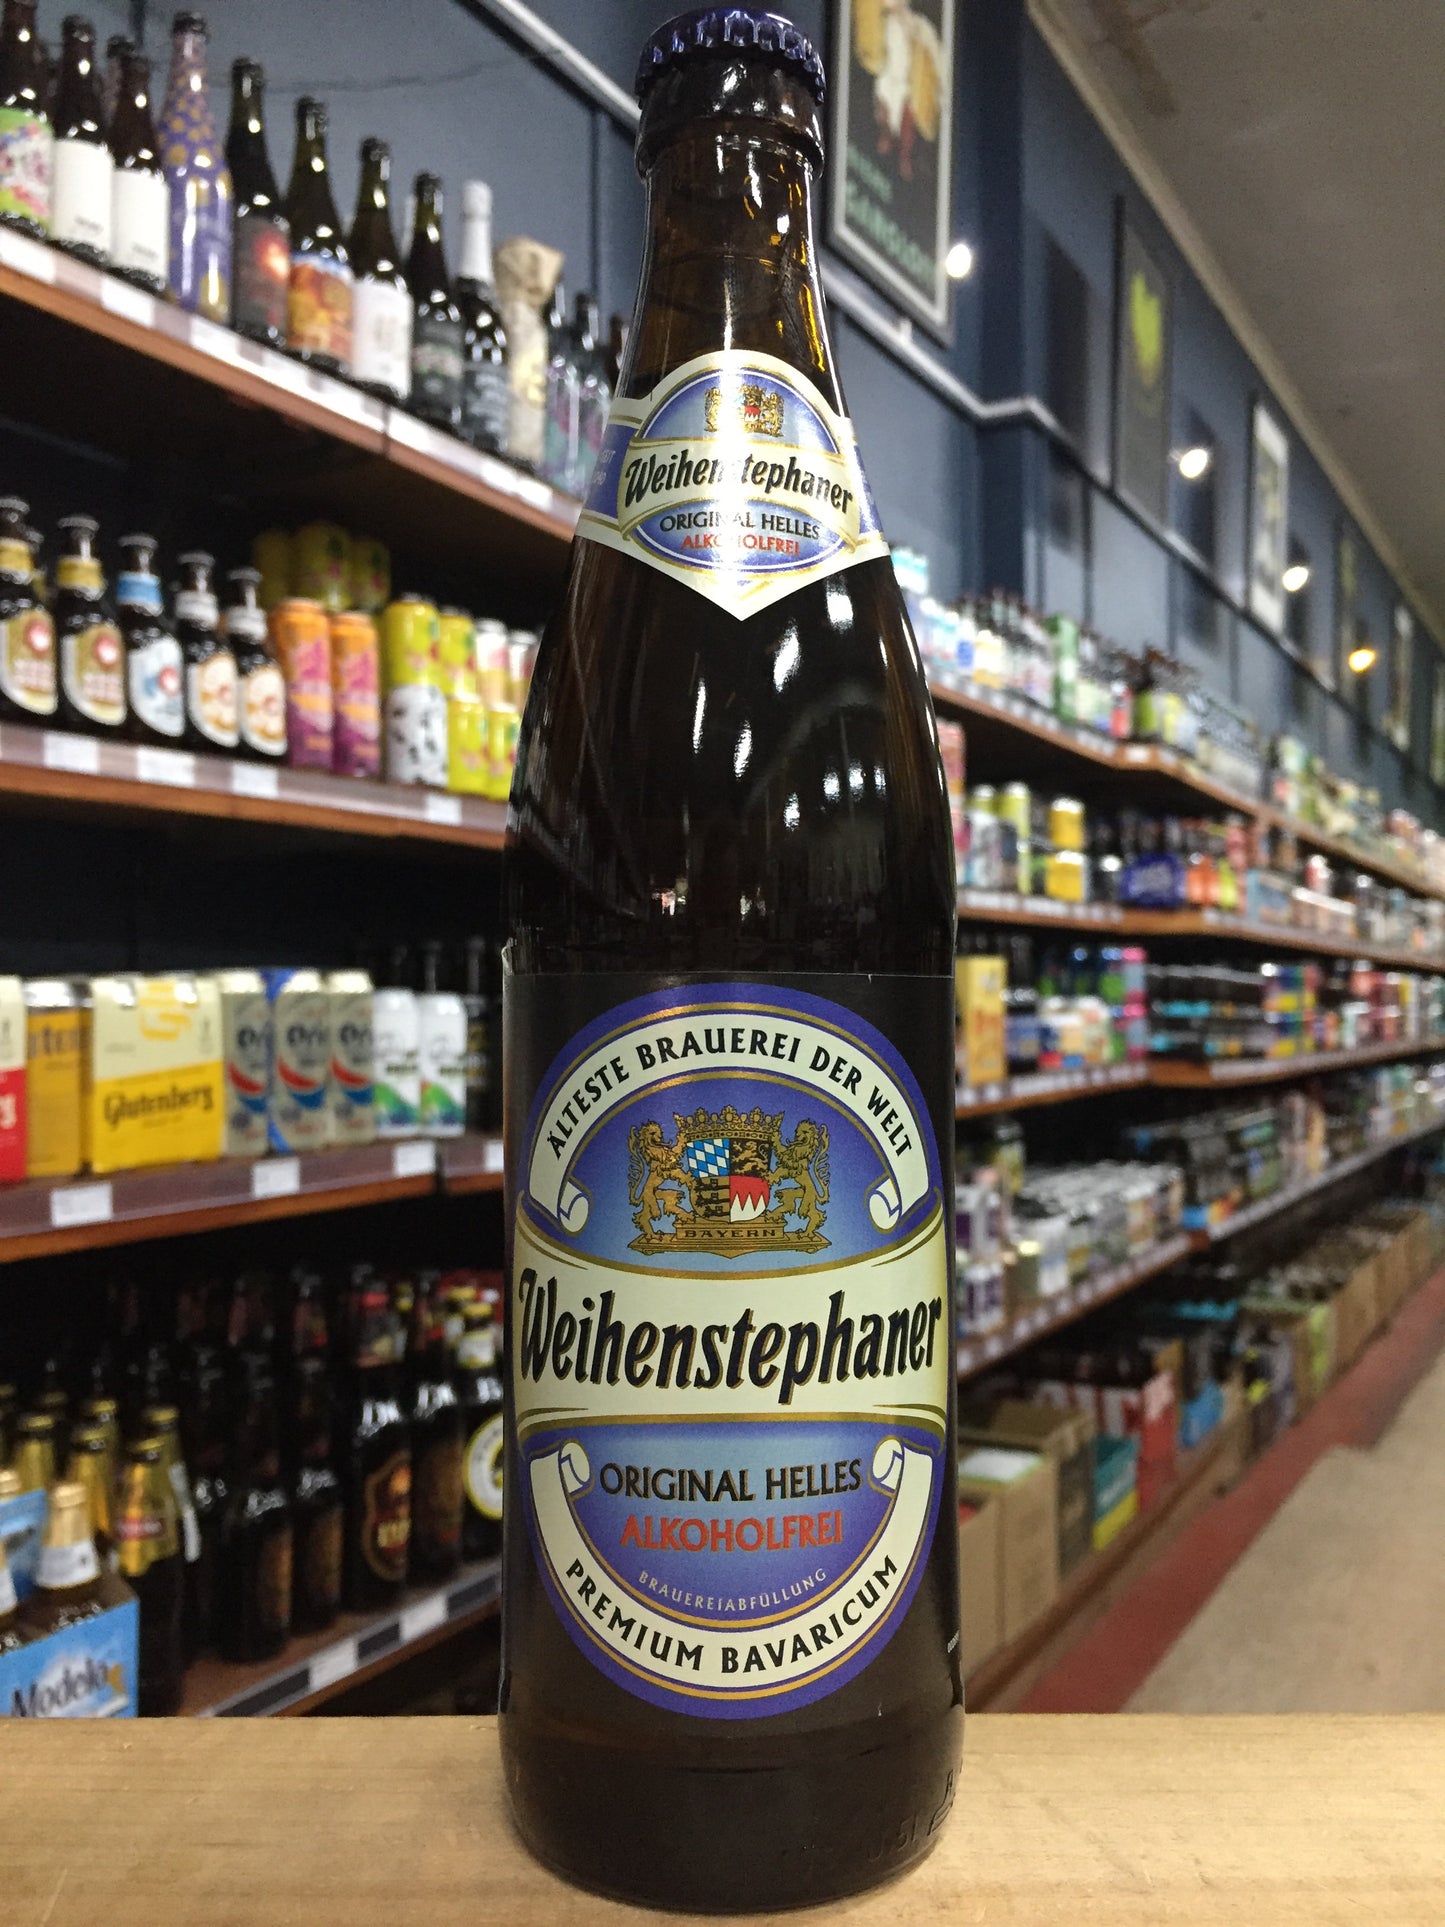 Weihenstephaner
ORIGINAL HELLES
ALKOHOLFREI
ÄLTESTE BRAUEREI DER WELT
BAYERN
Weihenstephaner
ORIGINAL HELLES
ALKOHOLFREI
BRAUEREIABFÜLLUNG
PREMIUM BAVARICUM
Glutenberg
Modelo